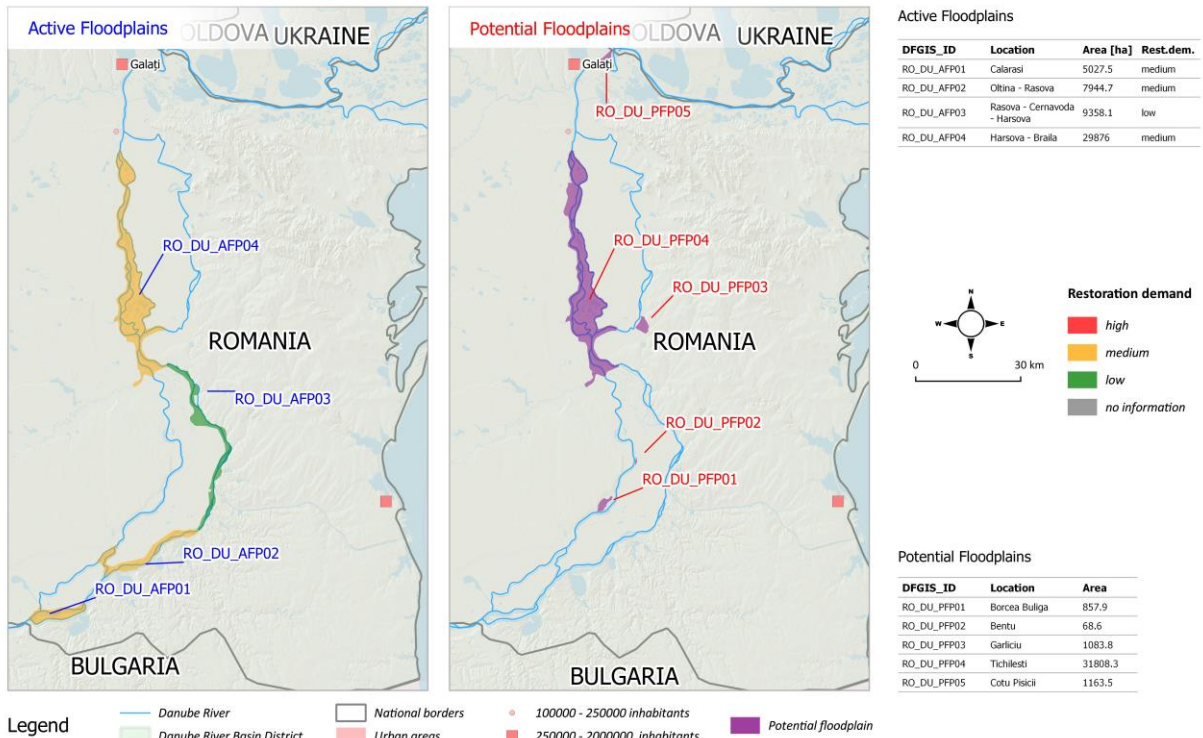 Active Floodplains
OLDOVA
UKRAINE
Galați
RO_DU_AFP04
ROMANIA
RO_DU_AFP03
RO_DU_AFP02
RO_DU_AFP01
BULGARIA
Potential Floodplains
OLDOVA
UKRAINE
Galați
RO_DU_PFP05
RO_DU_PFP04
RO_DU_PFP03
ROMANIA
RO_DU_PFP02
RO_DU_PFP01
BULGARIA
Active Floodplains
DFGIS_ID Location Area [ha] Rest.dem.
RO_DU_AFP01 Calarasi 5027.5 medium
RO_DU_AFP02 Oltina - Rasova 7944.7 medium
RO_DU_AFP03 Rasova - Cernavoda - Harsova 9358.1 low
RO_DU_AFP04 Harsova - Braila 29876 medium
N
W E
S
0 30 km
Restoration demand
high
medium
low
no information
Potential Floodplains
DFGIS_ID Location Area
RO_DU_PFP01 Borcea Buliga 857.9
RO_DU_PFP02 Bentu 68.6
RO_DU_PFP03 Garliciu 1083.8
RO_DU_PFP04 Tichilesti 31808.3
RO_DU_PFP05 Cotu Pisicii 1163.5
Legend
Danube River
National borders
100000 - 250000 inhabitants
Potential floodplain
Danube River Basin District
Urban areas
250000 - 2000000 inhabitants